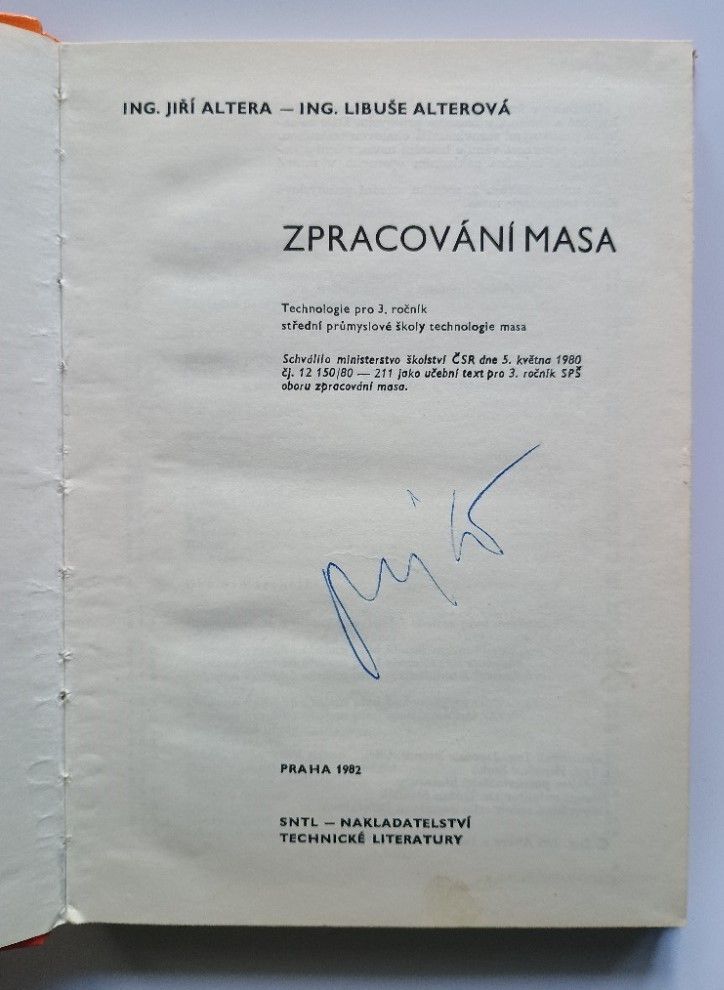 ING. JIŘÍ ALTERA — ING. LIBUŠE ALTEROVÁ
ZPRACOVÁNÍ MASA
Technologie pro 3. ročník
střední průmyslové školy technologie masa
Schválilo ministerstvo školství ČSR dne 5. května 1980
čj. 12 150/80 — 211 jako učební text pro 3. ročník SPŠ
oboru zpracování masa.
PRAHA 1982
SNTL — NAKLADATELSTVÍ
TECHNICKÉ LITERATURY